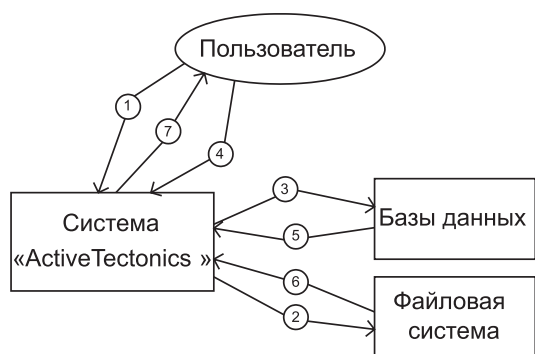 Пользователь
1
7
4
Система
«ActiveTectonics »
3
5
Базы данных
6
2
Файловая
система